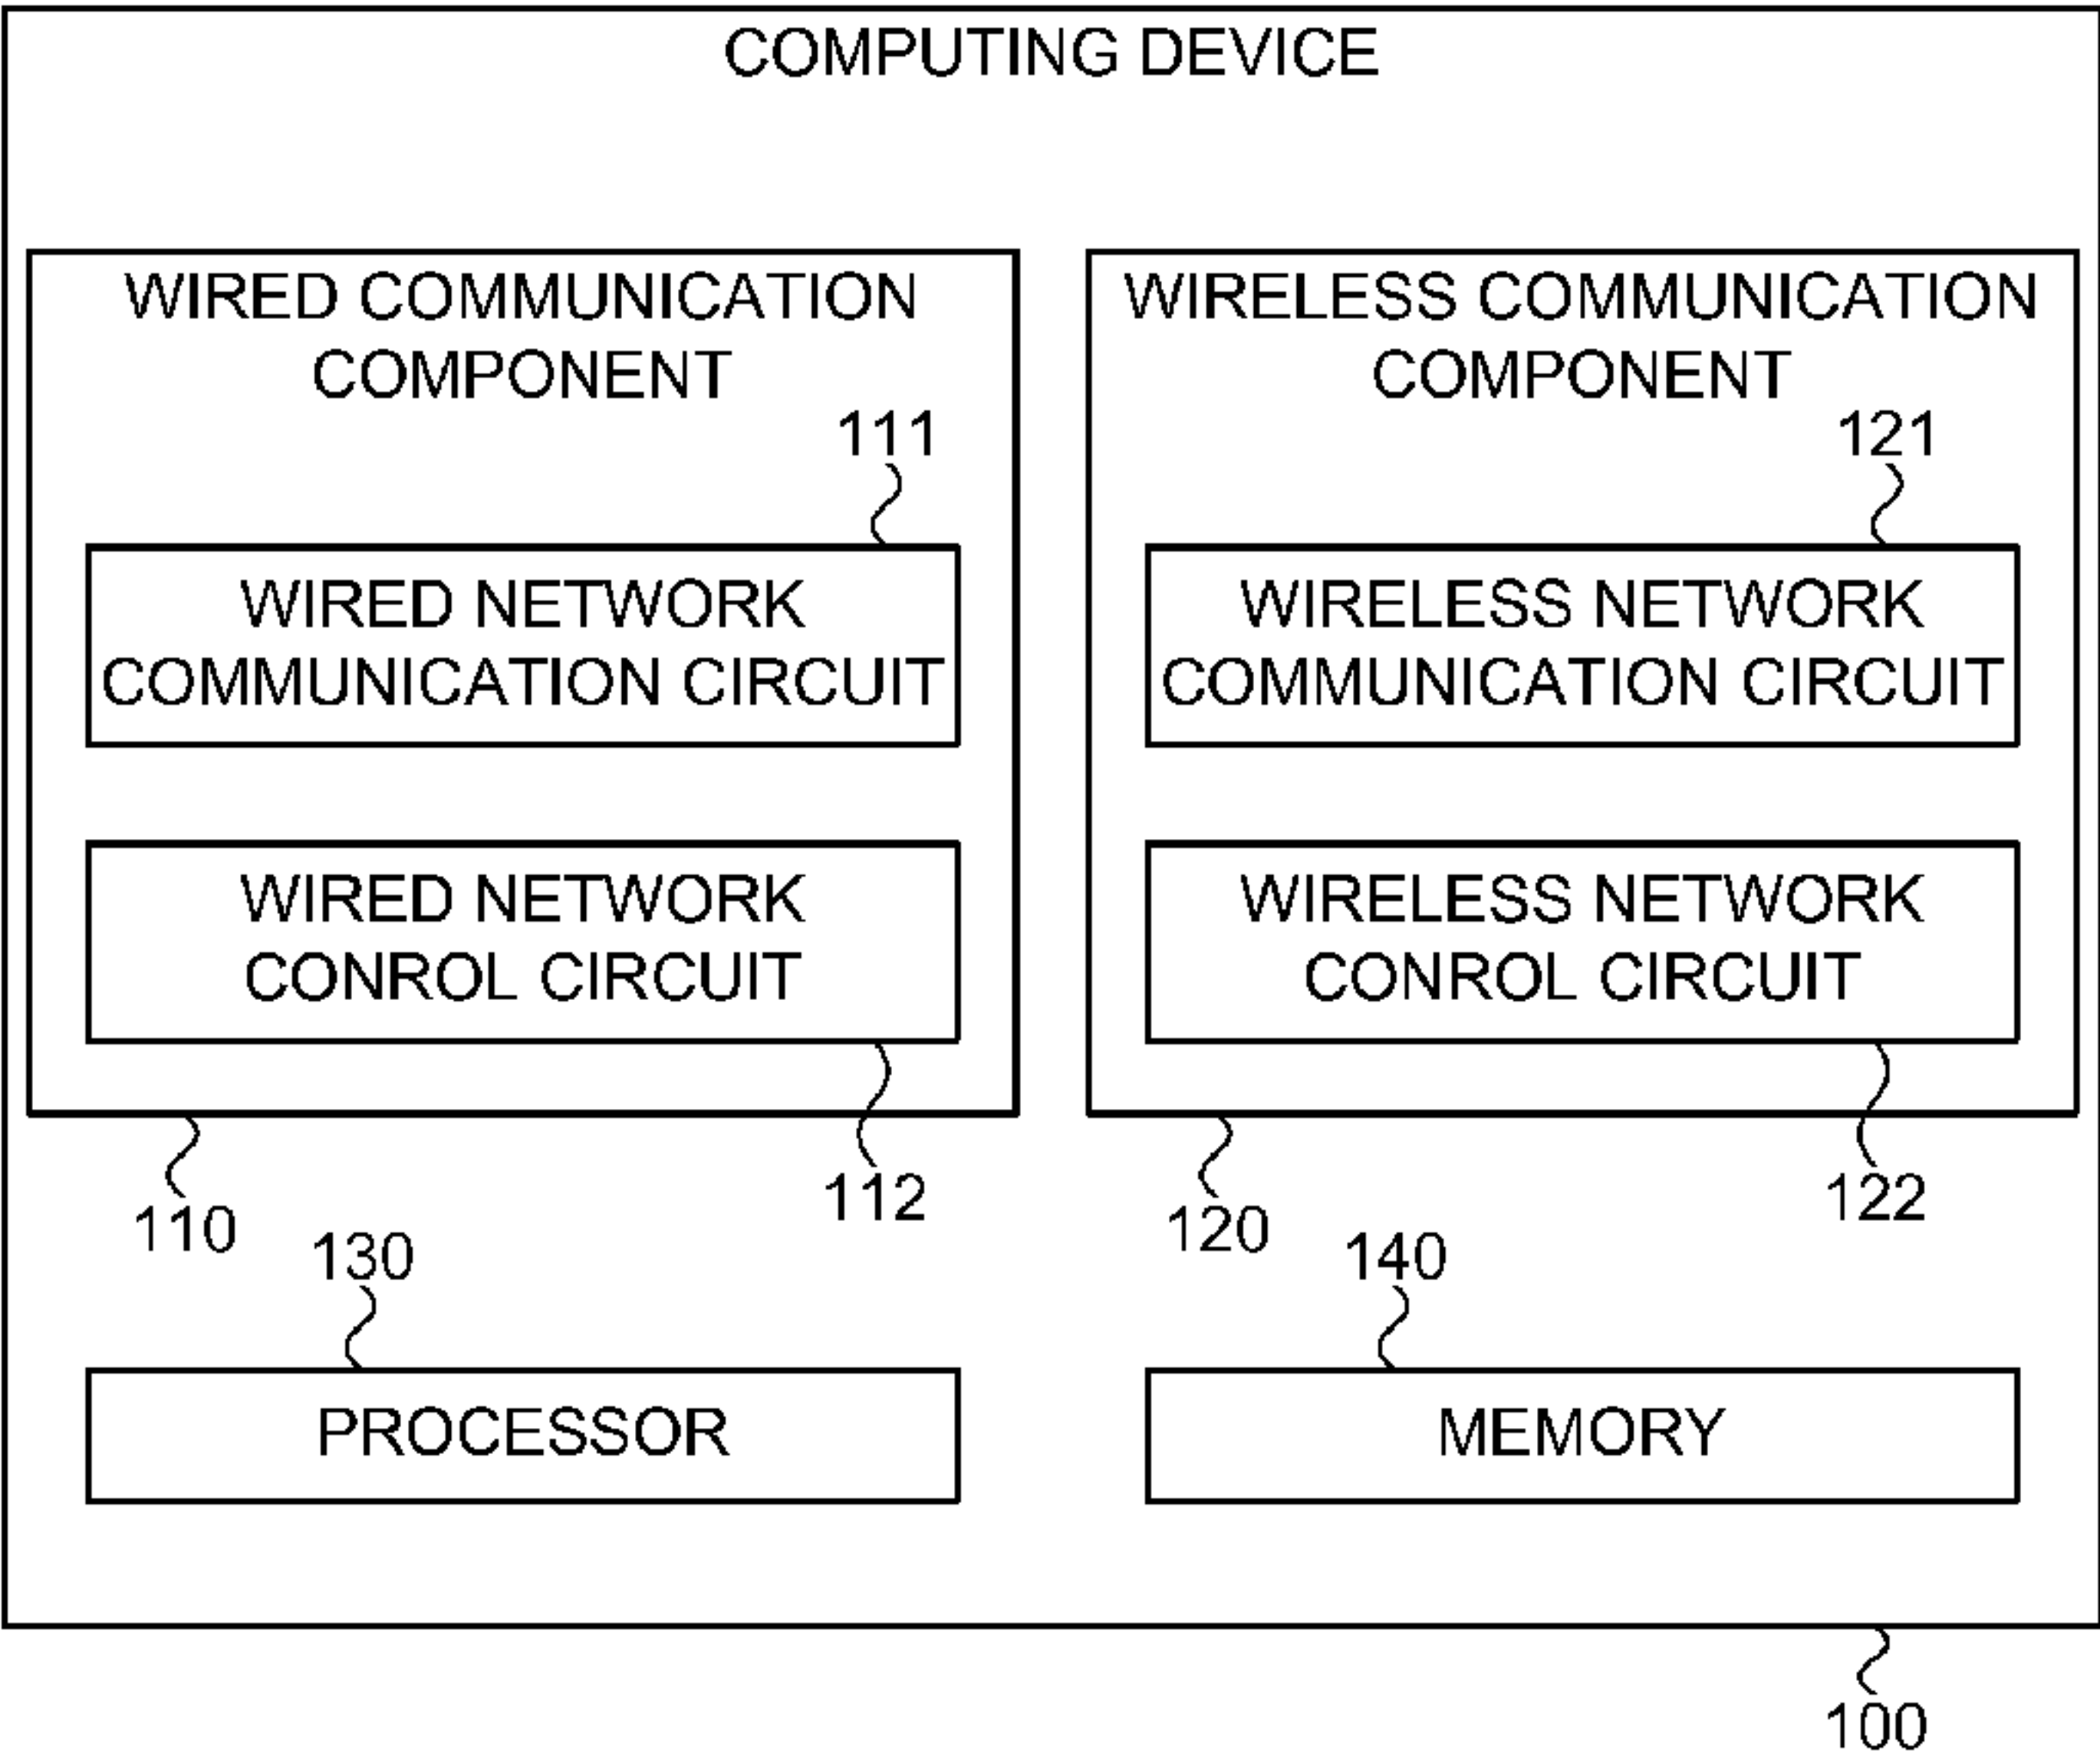 COMPUTING DEVICE
WIRED COMMUNICATION
COMPONENT
111
WIRED NETWORK
COMMUNICATION CIRCUIT
WIRED NETWORK
CONROL CIRCUIT
110
112
WIRELESS COMMUNICATION
COMPONENT
121
WIRELESS NETWORK
COMMUNICATION CIRCUIT
WIRELESS NETWORK
CONROL CIRCUIT
120
122
130
PROCESSOR
140
MEMORY
100